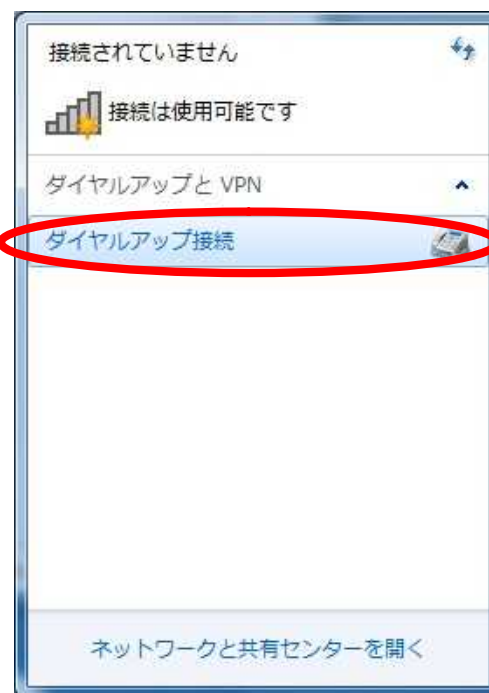 接続されていません
接続は使用可能です
ダイヤルアップと VPN
ダイヤルアップ接続
ネットワークと共有センターを開く